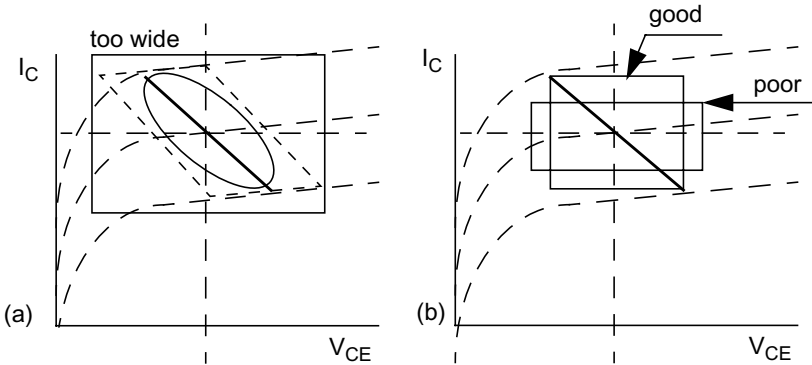 too wide
I_C
(a)
V_CE
good
I_C
poor
(b)
V_CE